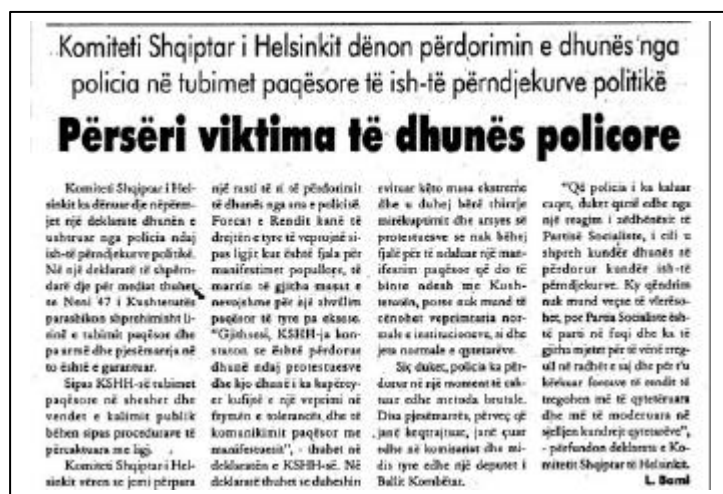 Komiteti Shqiptar i Helsinkit dënon përdorimin e dhunës nga
policia në tubimet paqësore të ish-të përndjekurve politikë
Përsëri viktima të dhunës policore
Komiteti Shqiptar i Hel-
sinkit ka dënuar dje nëpërm-
jet një deklarate dhunën e
ushtruar nga policia ndaj
ish-të përndjekurve politikë.
Në një deklaratë të shpërn-
darë dje për mediat thuhet
se Neni 47 i Kushtetutës
parashikon shprehimisht li-
rinë e tubimit paqësor dhe
pa armë dhe pjesëmarrja në
to është e garantuar.
Sipas KSHH-së tubimet
paqësore në sheshet dhe
vendet e kalimit publik
bëhen sipas procedurave të
përcaktuara me ligj.
Komiteti Shqiptar i Hel-
sinkit vëren se jemi përpara
një rasti të ri të përdorimit
të dhunës nga ana e policisë.
Forcat e Rendit kanë të
drejtën e tyre të veprojnë si-
pas ligjit kur është fjala për
manifestimet popullore, të
marrin të gjitha masat e
nevojshme për një zhvillim
paqësor të tyre pa eksese.
"Gjithsesi, KSHH-ja kon-
staton se është përdorur
dhunë ndaj protestuesve
dhe kjo dhunë i ka kapërcy-
er kufijtë e një veprimi në
frymën e tolerancës dhe të
komunikimit paqësor me
manifestuesit", - thuhet në
deklaratën e KSHH-së. Në
deklaratë thuhet se duheshin
evituar këto masa ekstreme
dhe u duhej bërë thirrje
mirëkuptimit dhe arsyes së
protestuesve se nuk bëhej
fjalë për të ndaluar një man-
ifestim paqësor që do të
binte ndesh me Kush-
tetutën, porse nuk mund të
cënohet veprimtaria nor-
male e institucioneve, si dhe
jeta normale e qytetarëve.
Siç duket, policia ka për-
dorur në një moment të cak-
tuar edhe metoda brutale.
Disa pjesëmarrës, përveç që
janë keqtrajtuar, janë çuar
edhe në komisariat dhe mi-
dis tyre edhe një deputet i
Ballit Kombëtar.
"Që policia i ka kaluar
caqet, duket qartë edhe nga
një reagim i zëdhënësit të
Partisë Socialiste, i cili u
shpreh kundër dhunës së
përdorur kundër ish-të
përndjekurve. Ky qëndrim
nuk mund veçse të vlerëso-
het, por Partia Socialiste ësh-
të parti në fuqi dhe ka të
gjitha mjetet për të vënë rreg-
ull në radhët e saj dhe për t'u
kërkuar forcave të rendit të
tregohen më të qytetëruara
dhe më të moderuara në
sjelljen kundrejt qytetarëve",
- përfundon deklarata e Ko-
mitetit Shqiptar të Helsinkit.
L. Bami